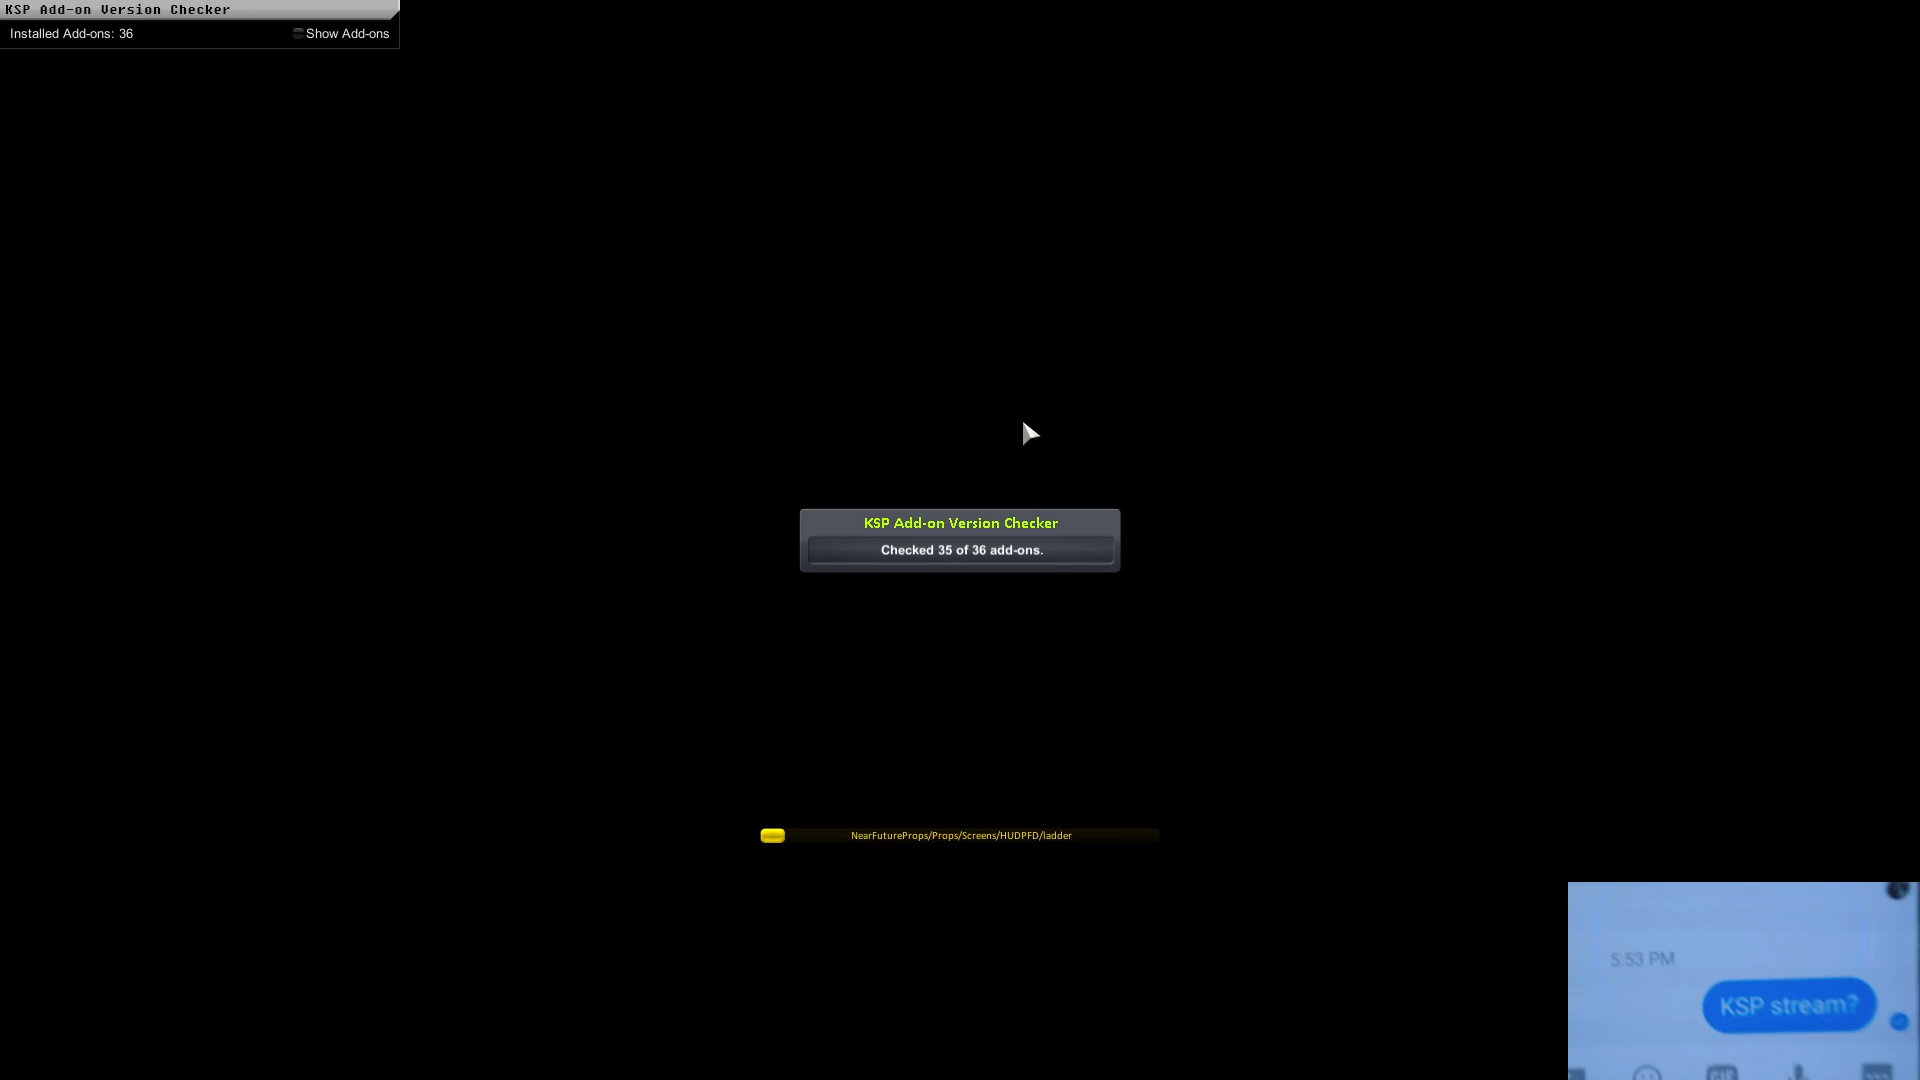 KSP Add-on Version Checker
Installed Add-ons: 36
Show Add-ons
KSP Add-on Version Checker
Checked 35 of 36 add-ons.
NearFutureProps/Props/Screens/HUDPFD/ladder
5:53 PM
KSP stream?
GIF